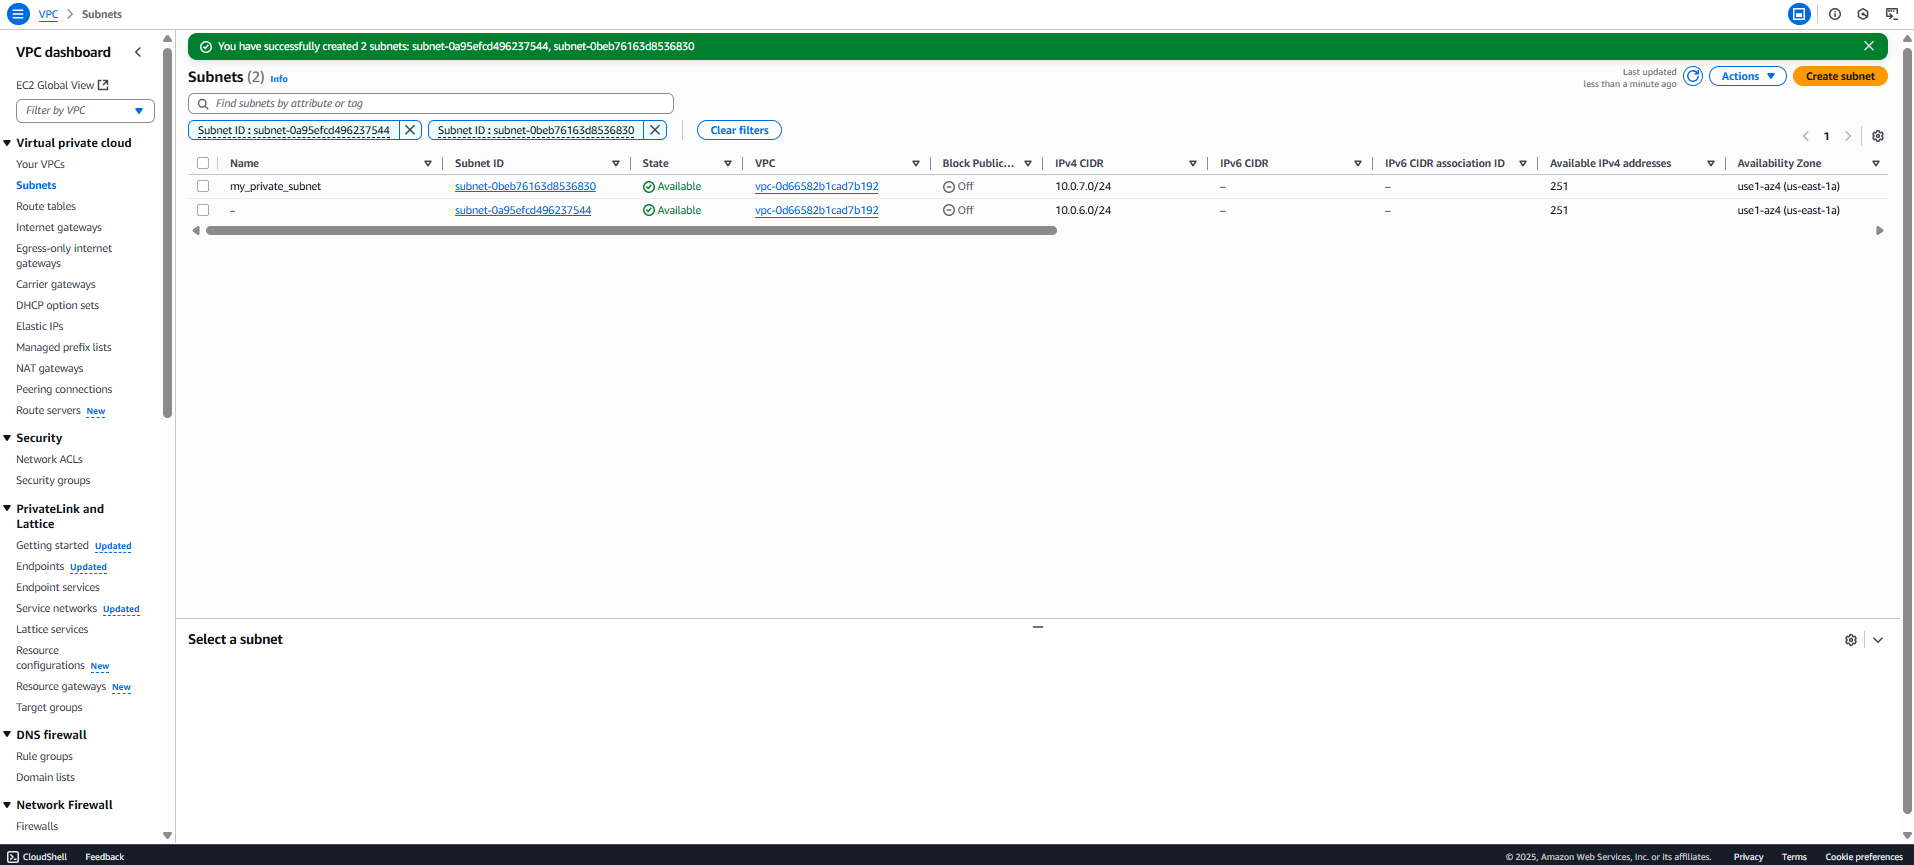 VPC > Subnets
You have successfully created 2 subnets: subnet-0a95efcd496237544, subnet-0beb76163d8536830
VPC dashboard
EC2 Global View
Filter by VPC
Virtual private cloud
Your VPCs
Subnets
Route tables
Internet gateways
Egress-only internet
gateways
Carrier gateways
DHCP option sets
Elastic IPs
Managed prefix lists
NAT gateways
Peering connections
Route servers New
Security
Network ACLs
Security groups
PrivateLink and
Lattice
Getting started Updated
Endpoints Updated
Endpoint services
Service networks Updated
Lattice services
Resource
configurations New
Resource gateways New
Target groups
DNS firewall
Rule groups
Domain lists
Network Firewall
Firewalls
Subnets (2) Info
Last updated
less than a minute ago
Actions
Create subnet
Find subnets by attribute or tag
Subnet ID : subnet-0a95efcd496237544
Subnet ID : subnet-0beb76163d8536830
Clear filters
1
Name Subnet ID State VPC Block Public... IPv4 CIDR IPv6 CIDR IPv6 CIDR association ID Available IPv4 addresses Availability Zone
my_private_subnet subnet-0beb76163d8536830 Available vpc-0d66582b1cad7b192 Off 10.0.7.0/24 – – 251 use1-az4 (us-east-1a)
– subnet-0a95efcd496237544 Available vpc-0d66582b1cad7b192 Off 10.0.6.0/24 – – 251 use1-az4 (us-east-1a)
Select a subnet
CloudShell Feedback © 2025, Amazon Web Services, Inc. or its affiliates. Privacy Terms Cookie preferences